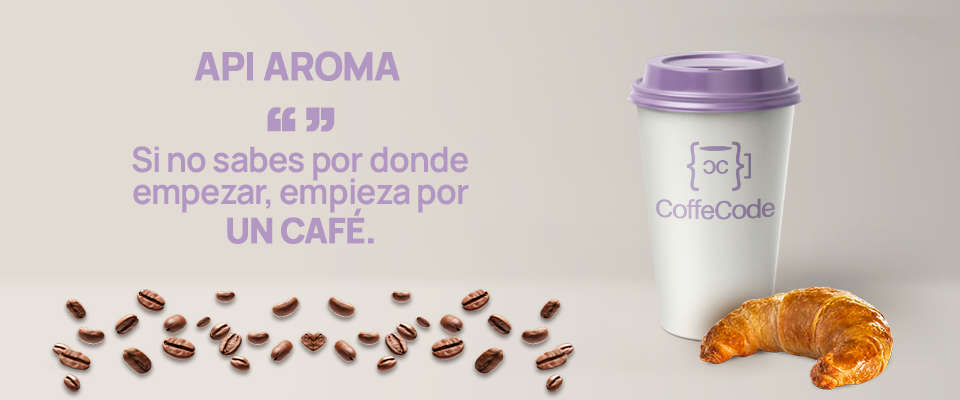 API AROMA
“ ”
Si no sabes por donde
empezar, empieza por
UN CAFÉ.
{ɔc}
CoffeCode